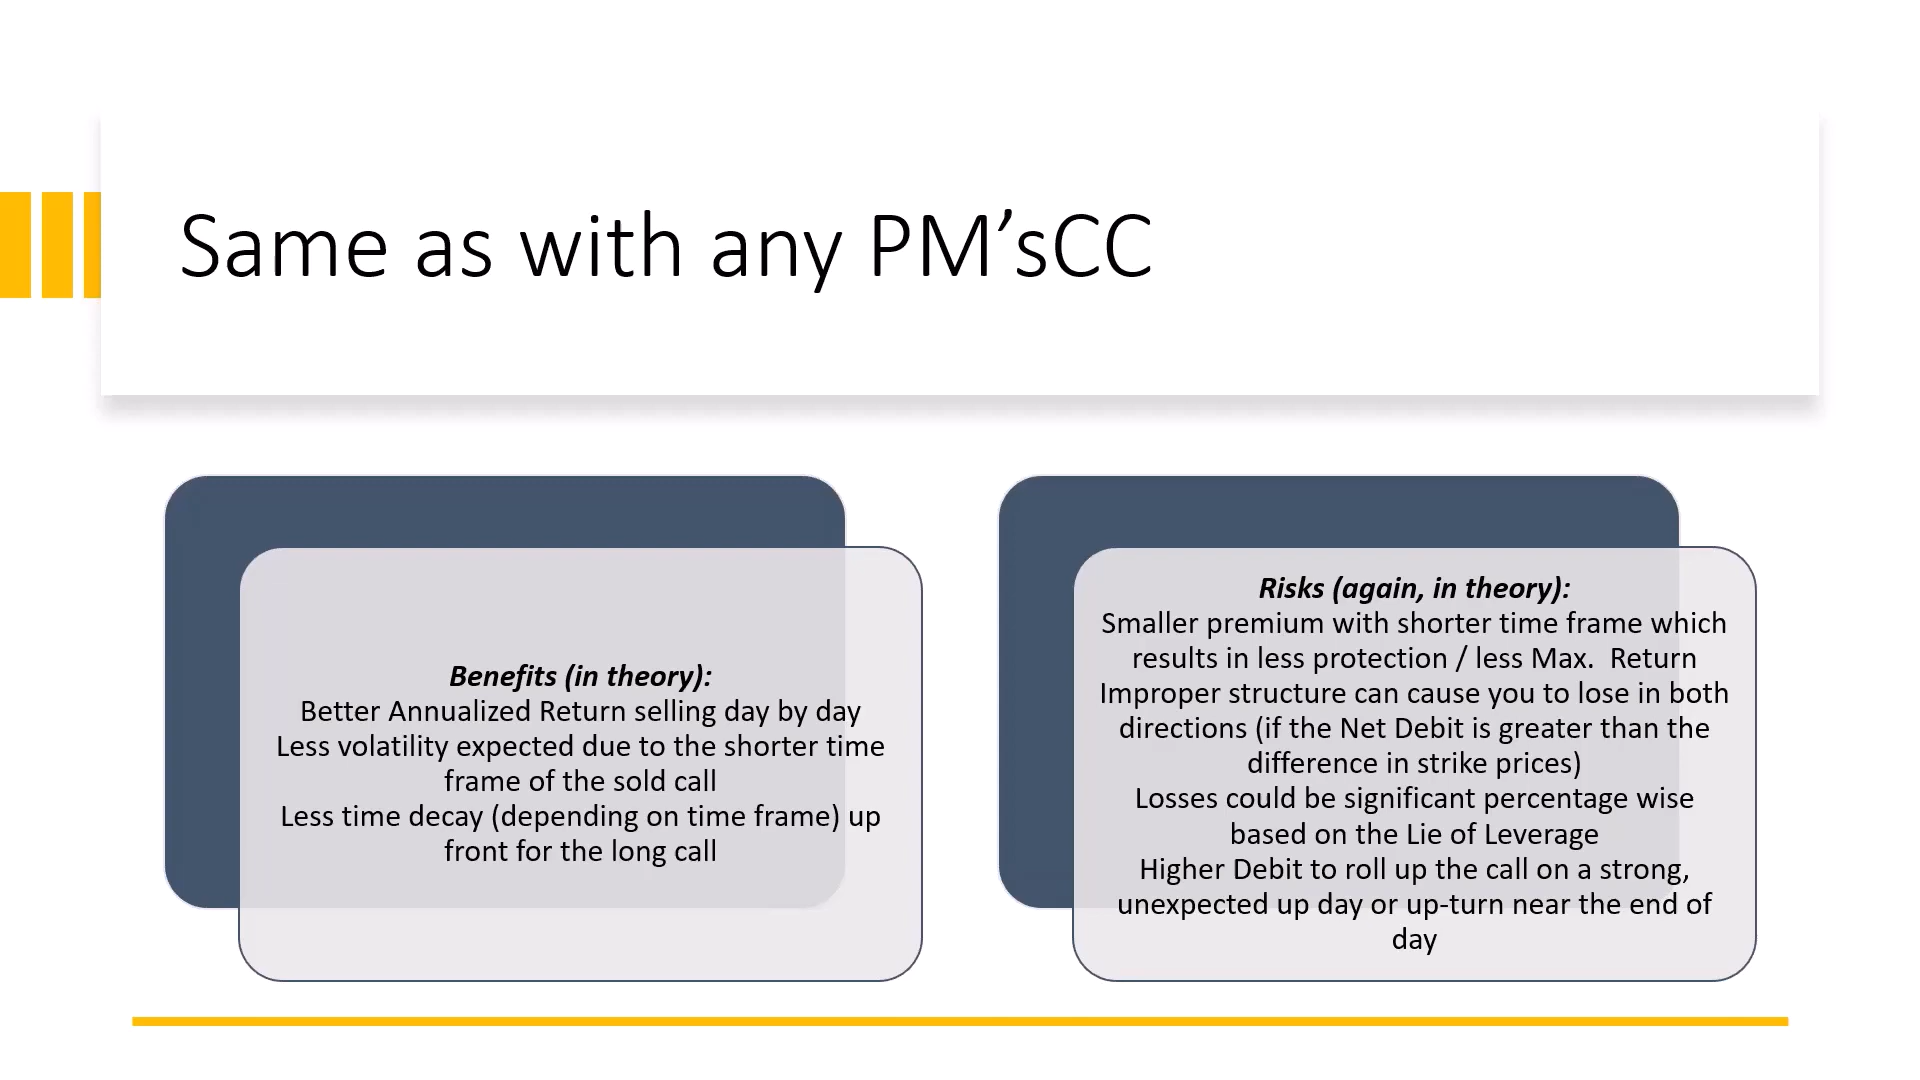 Same as with any PM’sCC
Benefits (in theory):
Better Annualized Return selling day by day
Less volatility expected due to the shorter time
frame of the sold call
Less time decay (depending on time frame) up
front for the long call
Risks (again, in theory):
Smaller premium with shorter time frame which
results in less protection / less Max.  Return
Improper structure can cause you to lose in both
directions (if the Net Debit is greater than the
difference in strike prices)
Losses could be significant percentage wise
based on the Lie of Leverage
Higher Debit to roll up the call on a strong,
unexpected up day or up-turn near the end of
day